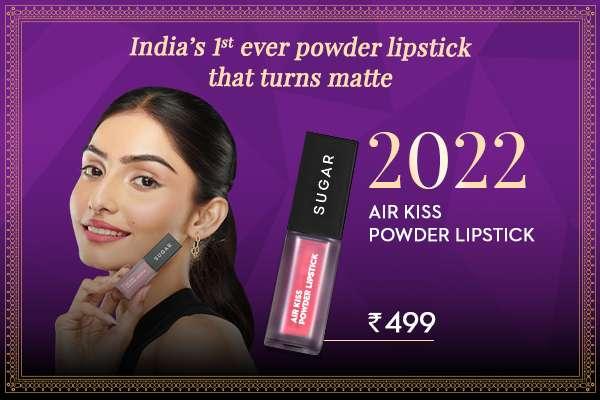 India's 1st ever powder lipstick
that turns matte
2022
AIR KISS
POWDER LIPSTICK
₹499
SUGAR
AIR KISS
POWDER LIPSTICK
SUGAR